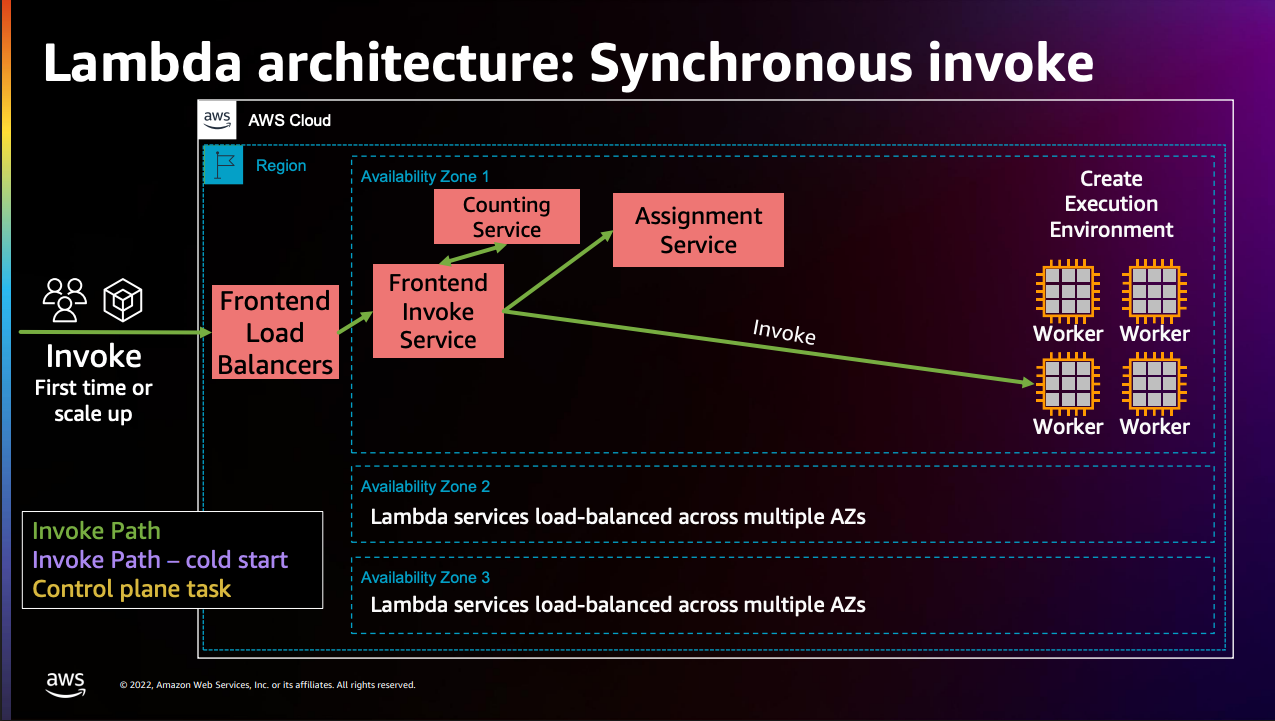 Lambda architecture: Synchronous invoke
aws
AWS Cloud
Region
Availability Zone 1
Counting
Service
Assignment
Service
Create
Execution
Environment
Frontend
Invoke
Service
Frontend
Load
Balancers
Invoke
Worker
Worker
Worker
Worker
Invoke
First time or
scale up
Availability Zone 2
Lambda services load-balanced across multiple AZs
Availability Zone 3
Lambda services load-balanced across multiple AZs
Invoke Path
Invoke Path – cold start
Control plane task
aws
© 2022, Amazon Web Services, Inc. or its affiliates. All rights reserved.